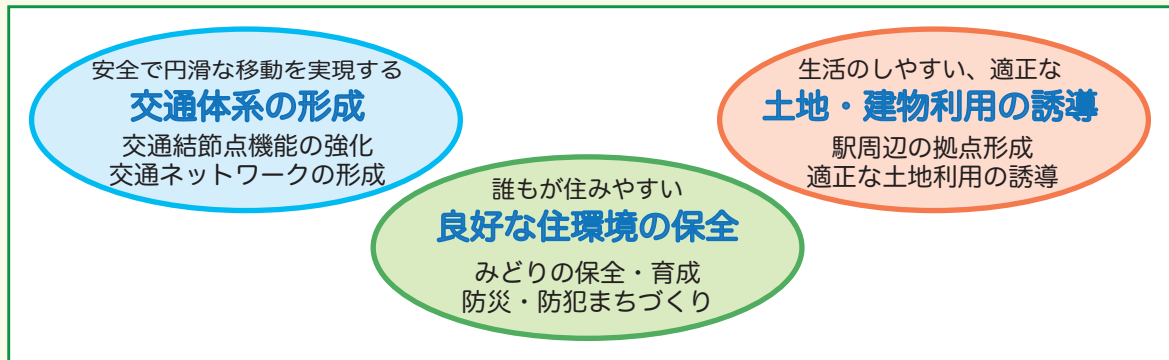 安全で円滑な移動を実現する
交通体系の形成
交通結節点機能の強化
交通ネットワークの形成
生活のしやすい、適正な
土地・建物利用の誘導
駅周辺の拠点形成
適正な土地利用の誘導
誰もが住みやすい
良好な住環境の保全
みどりの保全・育成
防災・防犯まちづくり